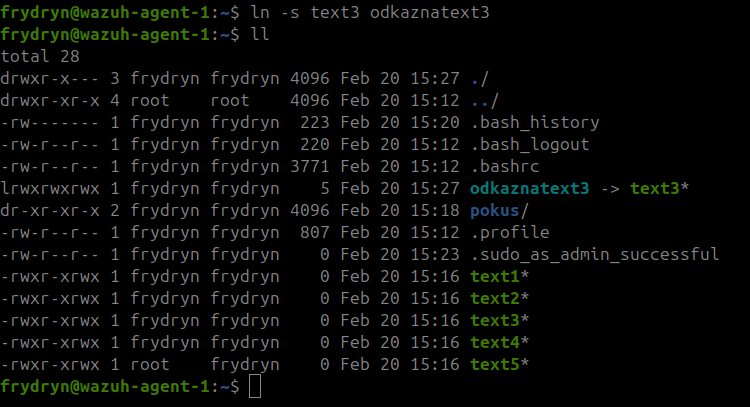 frydryn@wazuh-agent-1:~$ ln -s text3 odkaznatext3
frydryn@wazuh-agent-1:~$ ll
total 28
drwxr-x--- 3 frydryn frydryn 4096 Feb 20 15:27 ./
drwxr-xr-x 4 root    root    4096 Feb 20 15:12 ../
-rw------- 1 frydryn frydryn  223 Feb 20 15:20 .bash_history
-rw-r--r-- 1 frydryn frydryn  220 Feb 20 15:12 .bash_logout
-rw-r--r-- 1 frydryn frydryn 3771 Feb 20 15:12 .bashrc
lrwxrwxrwx 1 frydryn frydryn    5 Feb 20 15:27 odkaznatext3 -> text3*
dr-xr-xr-x 2 frydryn frydryn 4096 Feb 20 15:18 pokus/
-rw-r--r-- 1 frydryn frydryn  807 Feb 20 15:12 .profile
-rw-r--r-- 1 frydryn frydryn    0 Feb 20 15:23 .sudo_as_admin_successful
-rwxr-xrwx 1 frydryn frydryn    0 Feb 20 15:16 text1*
-rwxr-xrwx 1 frydryn frydryn    0 Feb 20 15:16 text2*
-rwxr-xrwx 1 frydryn frydryn    0 Feb 20 15:16 text3*
-rwxr-xrwx 1 frydryn frydryn    0 Feb 20 15:16 text4*
-rwxr-xrwx 1 root    frydryn    0 Feb 20 15:16 text5*
frydryn@wazuh-agent-1:~$